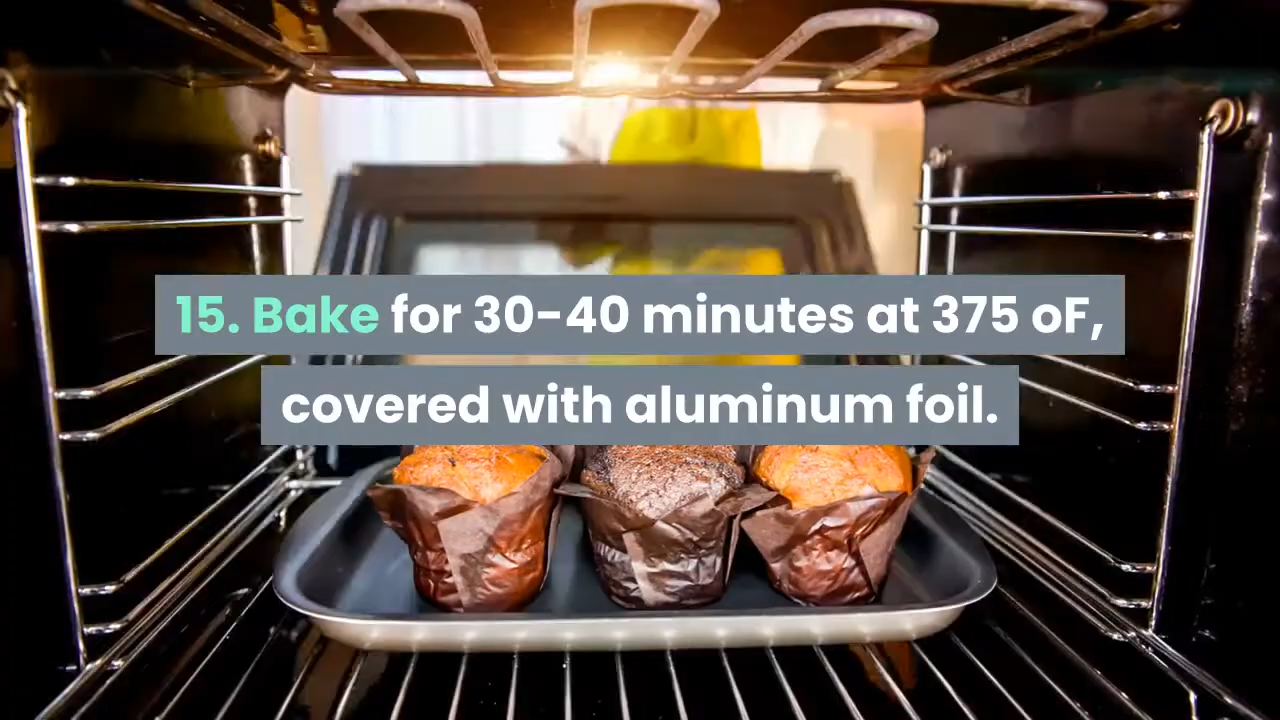 15. Bake for 30-40 minutes at 375 oF,
covered with aluminum foil.